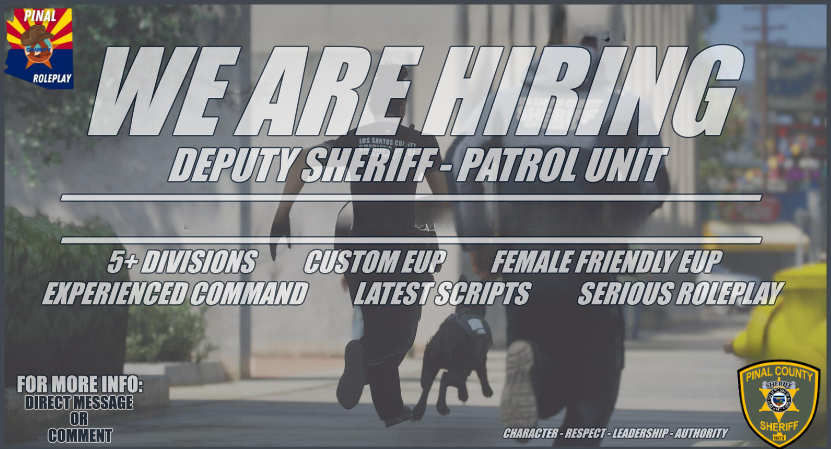 PINAL
ROLEPLAY
WE ARE HIRING
DEPUTY SHERIFF - PATROL UNIT
LOS SANTOS COUNTY
5+ DIVISIONS CUSTOM EUP FEMALE FRIENDLY EUP
EXPERIENCED COMMAND LATEST SCRIPTS SERIOUS ROLEPLAY
FOR MORE INFO:
DIRECT MESSAGE
OR
COMMENT
CHARACTER - RESPECT - LEADERSHIP - AUTHORITY
PINAL COUNTY
SHERIFF